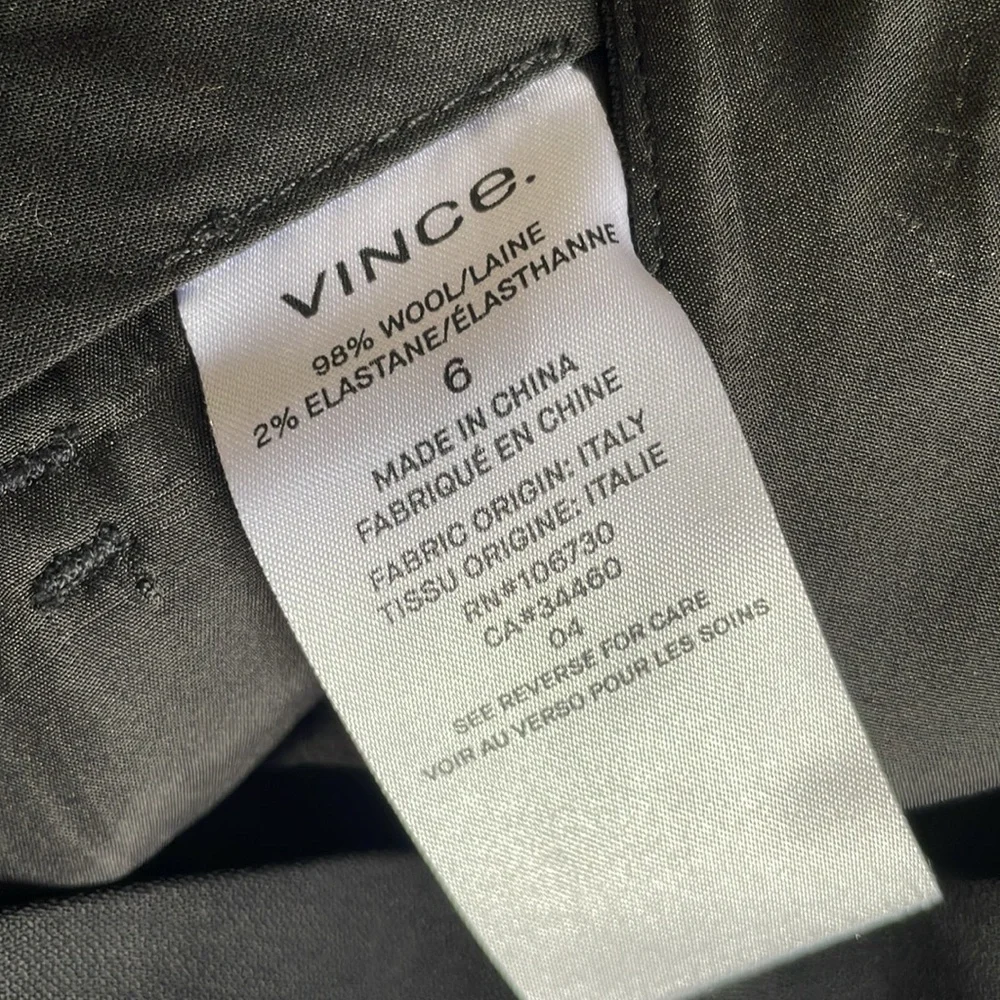 VINCe.
98% WOOL/LAINE
2% ELASTANE/ÉLASTHANNE
6
MADE IN CHINA
FABRIQUÉ EN CHINE
FABRIC ORIGIN: ITALY
TISSU ORIGINE: ITALIE
RN#106730
CA#34460
04
SEE REVERSE FOR CARE
VOIR AU VERSO POUR LES SOINS